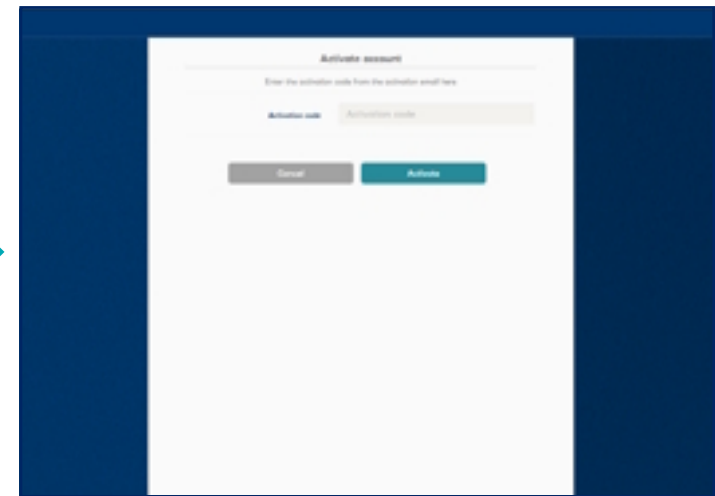 Activate account
Enter the activation code from the activation email here.
Activation code
Activation code
Cancel
Activate